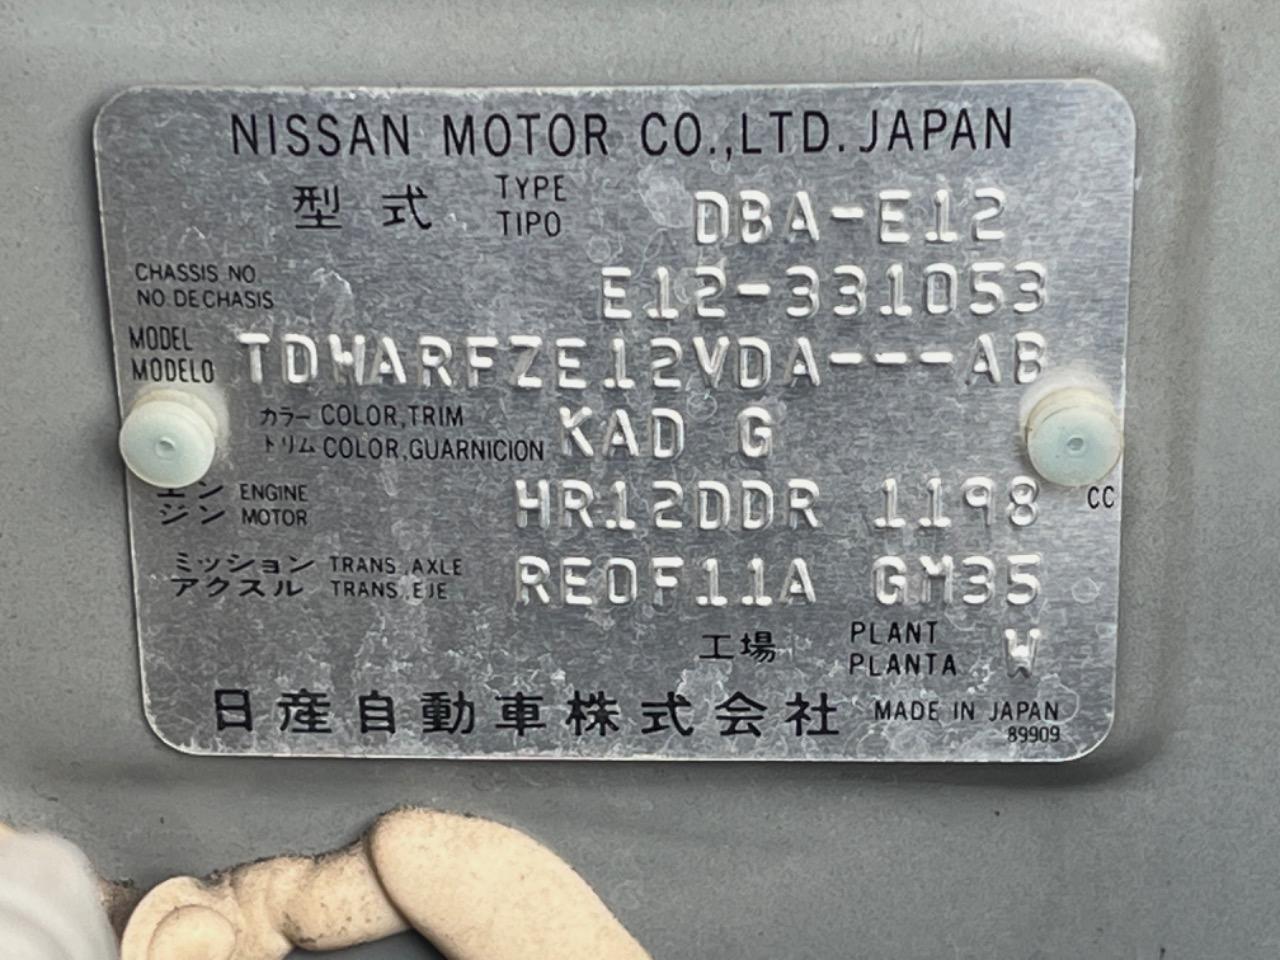 NISSAN MOTOR CO.,LTD. JAPAN
型式 TYPE TIPO DBA-E12
CHASSIS NO
NO DE CHASIS E12-331053
MODEL
MODELO TDWARFZE12VDA---AB
カラー COLOR,TRIM
トリム COLOR,GUARNICION KAD G
エン ENGINE
ジン MOTOR HR12DDR 1198 CC
ミッション TRANS.,AXLE
アクスル TRANS.,EJE RE0F11A GM35
工場 PLANT PLANTA W
日産自動車株式会社 MADE IN JAPAN
89909